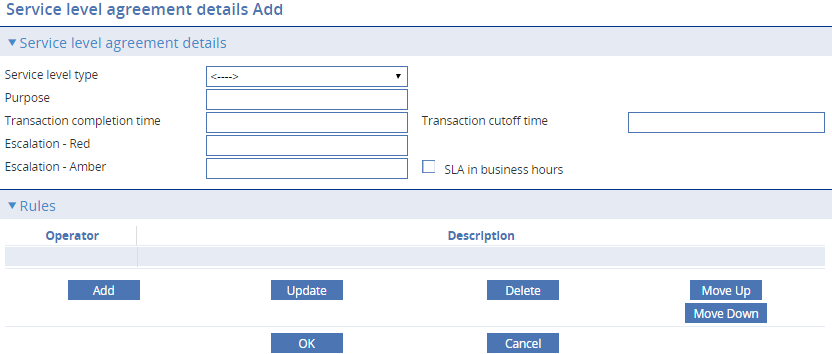 Service level agreement details Add
Service level agreement details
Service level type <---->
Purpose
Transaction completion time Transaction cutoff time
Escalation - Red
Escalation - Amber SLA in business hours
Rules
Operator Description
Add Update Delete Move Up
Move Down
OK Cancel